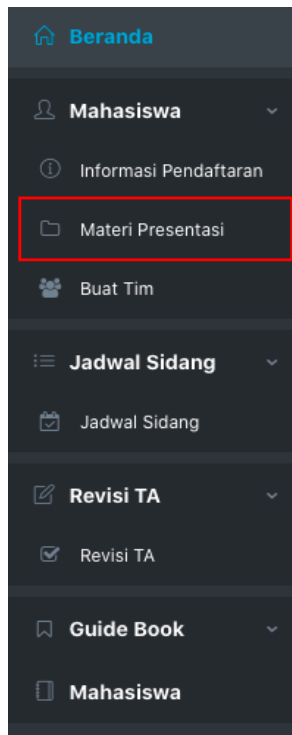 Beranda
Mahasiswa
Informasi Pendaftaran
Materi Presentasi
Buat Tim
Jadwal Sidang
Jadwal Sidang
Revisi TA
Revisi TA
Guide Book
Mahasiswa